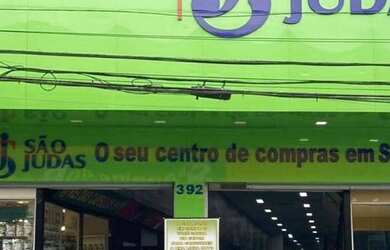 JUDAS
SÃO JUDAS O seu centro de compras em S
392